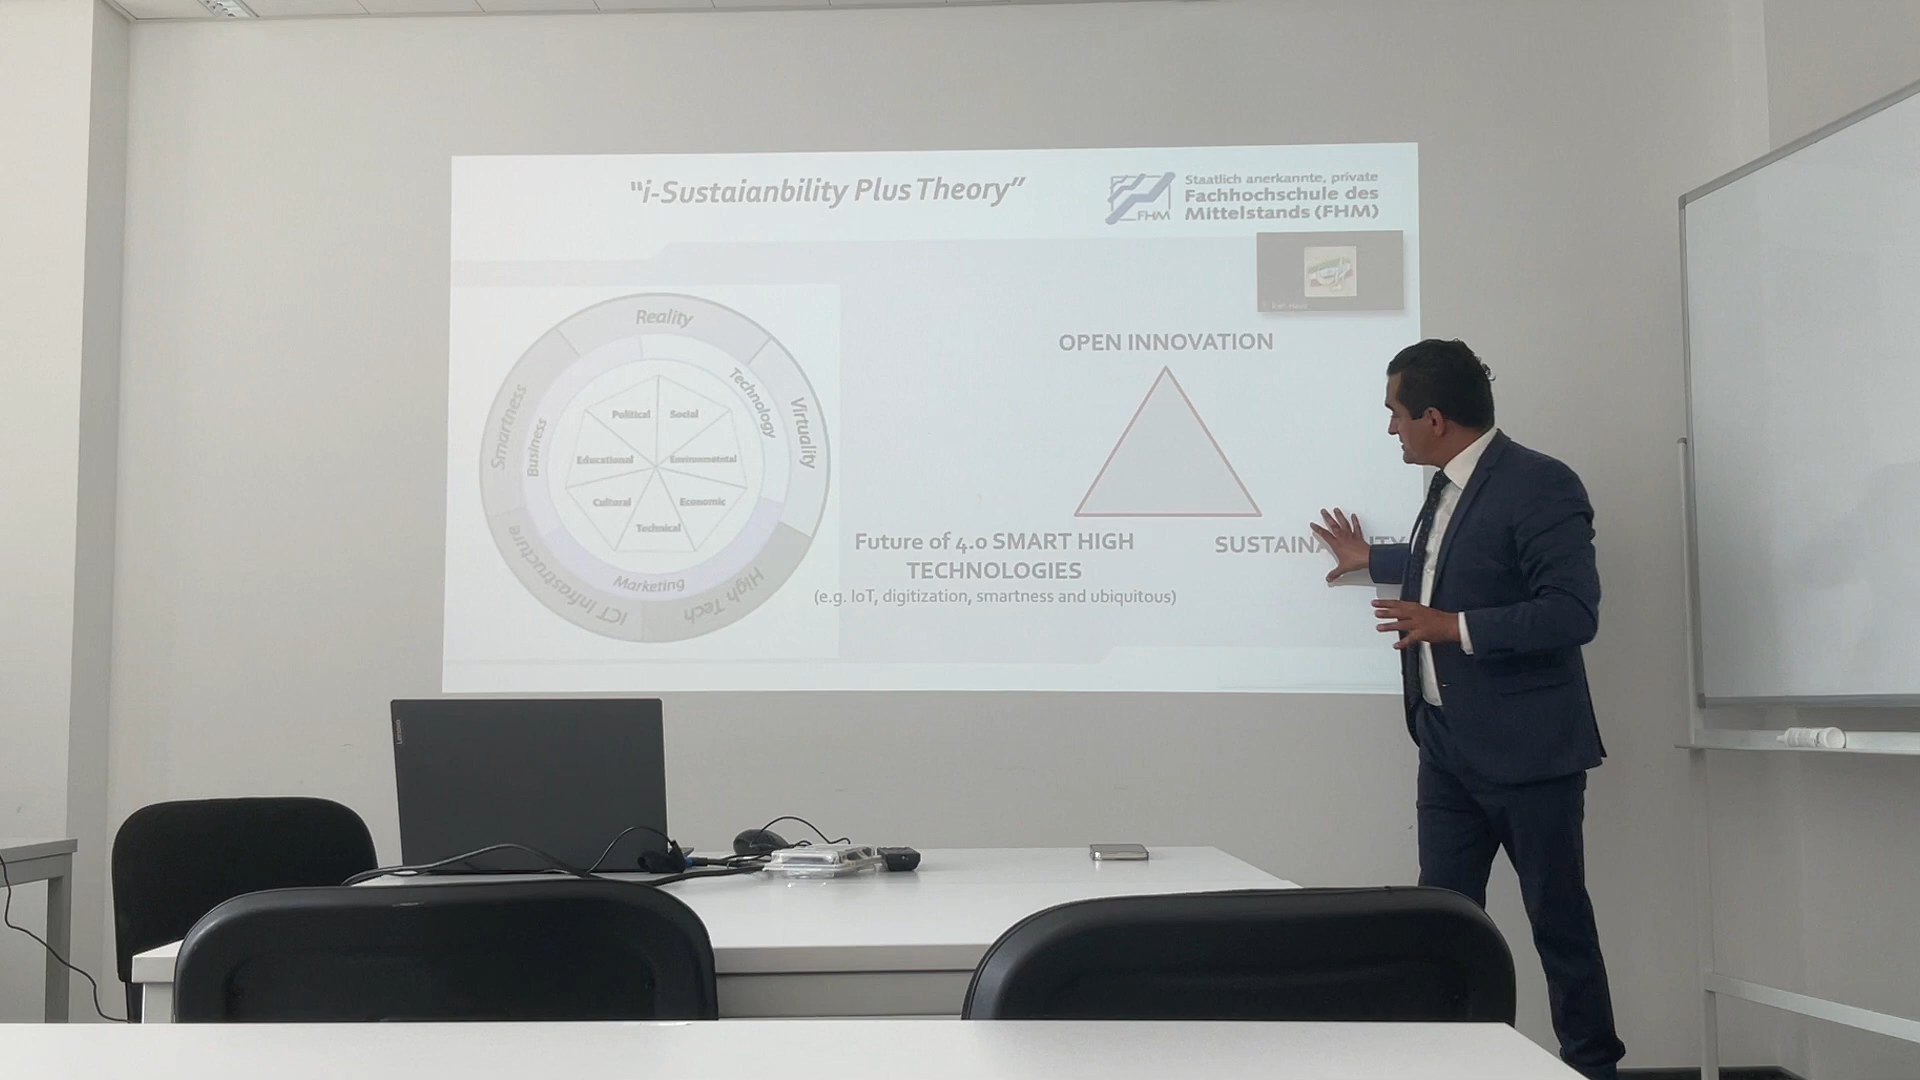 “i-Sustaianbility Plus Theory”
Staatlich anerkannte, private
Fachhochschule des
Mittelstands (FHM)
FHM
Reality
Smartness
Virtuality
Technology
Business
Political
Social
Educational
Environmental
Cultural
Economic
Technical
Marketing
ICT Infrastructure
High Tech
OPEN INNOVATION
Future of 4.0 SMART HIGH
TECHNOLOGIES
(e.g. IoT, digitization, smartness and ubiquitous)
SUSTAINABILITY
Lenovo